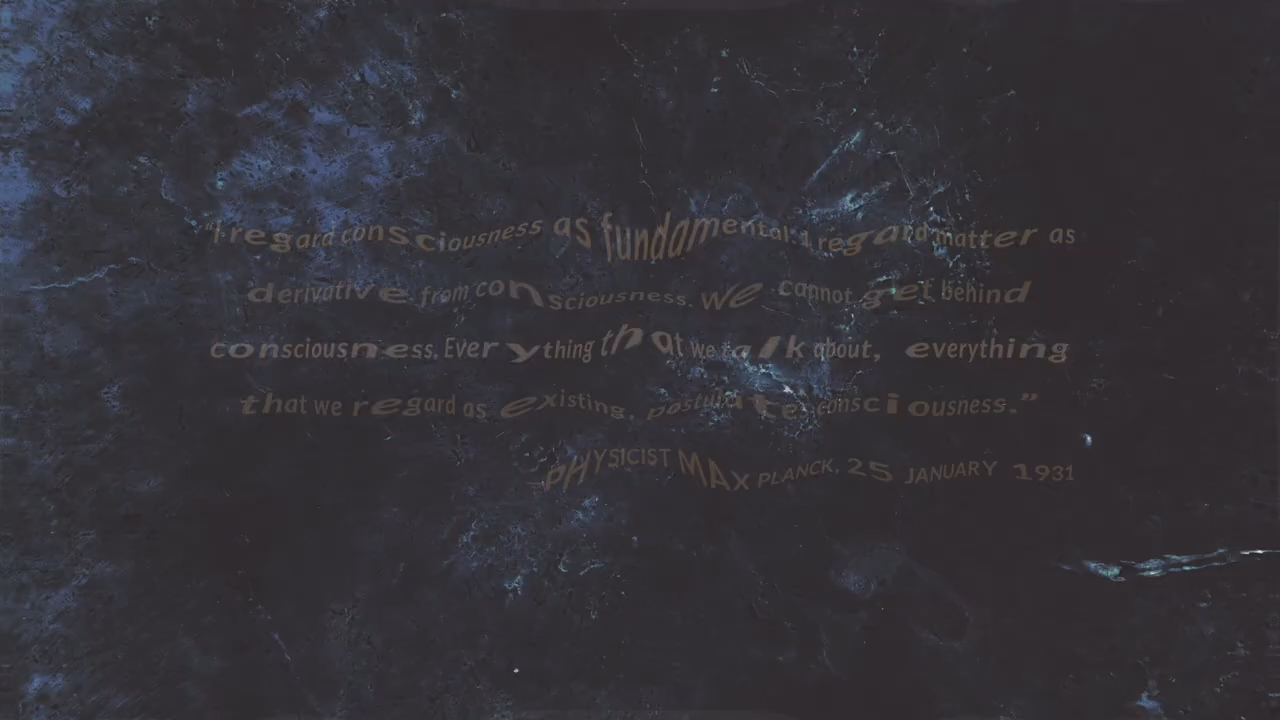 "I regard consciousness as fundamental. I regard matter as
derivative from consciousness. We cannot get behind
consciousness. Everything that we talk about, everything
that we regard as existing, postulates consciousness."
PHYSICIST MAX PLANCK, 25 JANUARY 1931